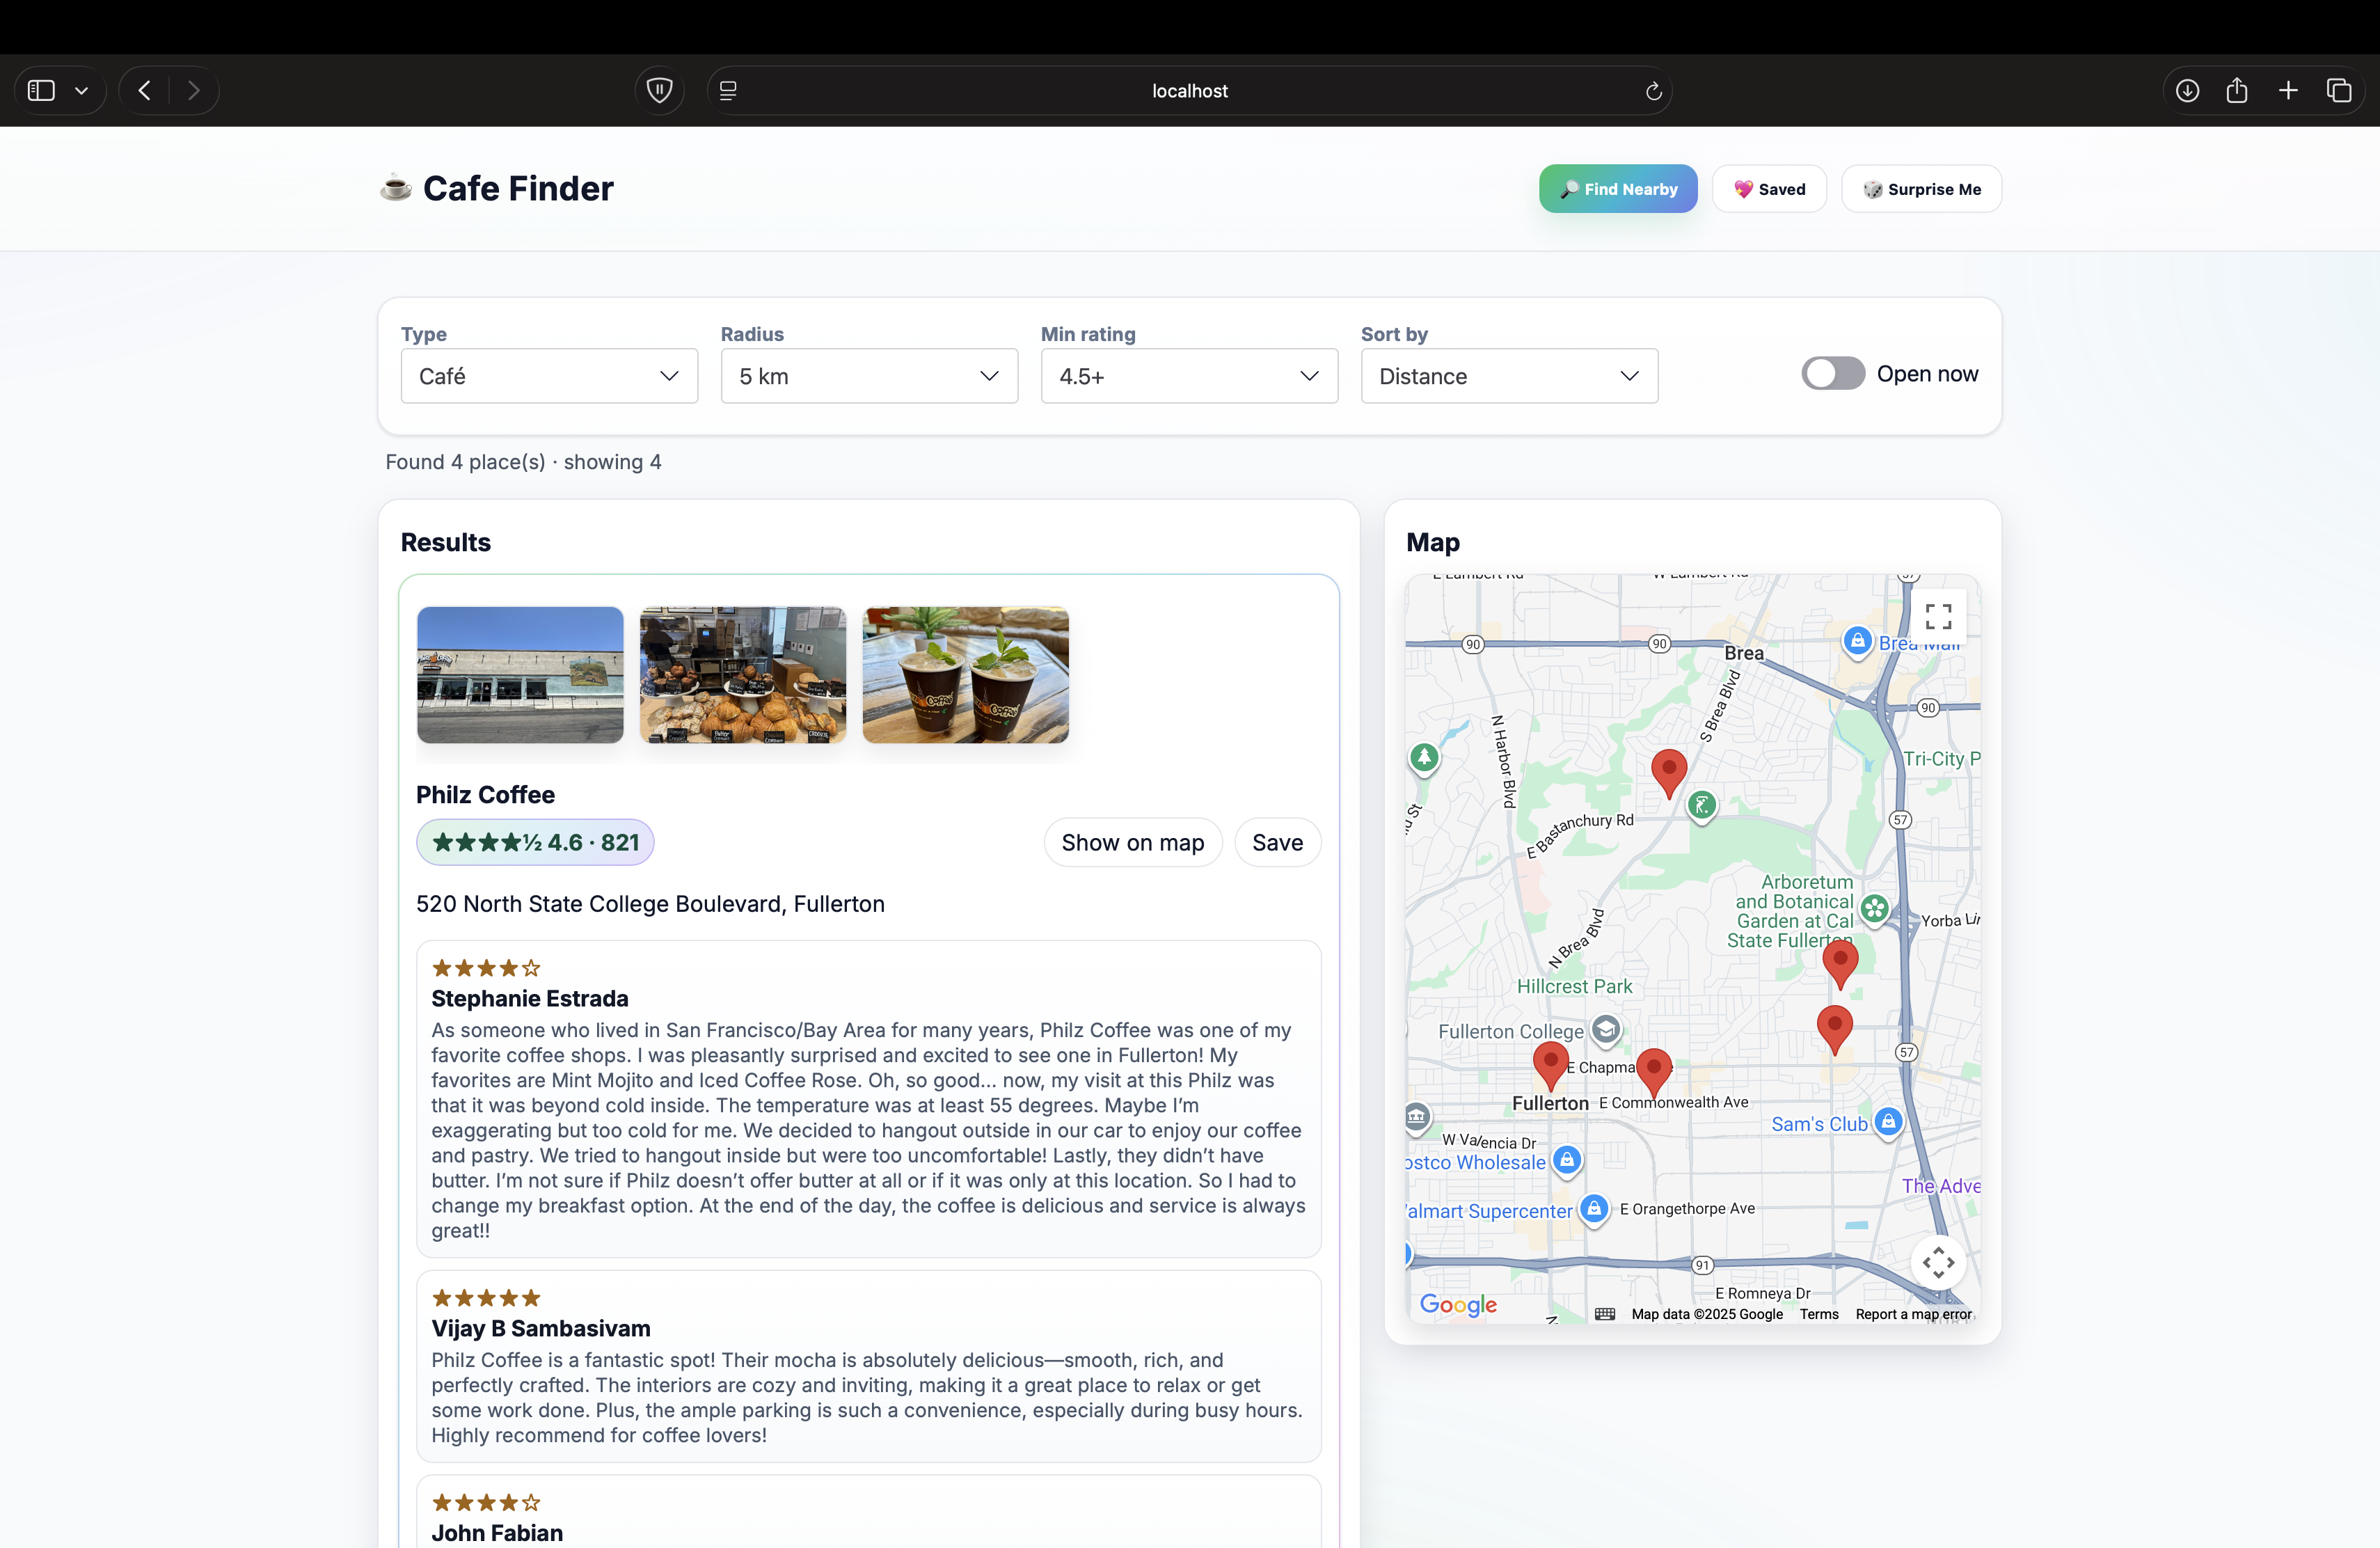 localhost
Cafe Finder
Find Nearby
Saved
Surprise Me
Type
Radius
Min rating
Sort by
Café
5 km
4.5+
Distance
Open now
Found 4 place(s) · showing 4
Results
Philz Coffee
★★★★½ 4.6 · 821
Show on map
Save
520 North State College Boulevard, Fullerton
★★★★☆
Stephanie Estrada
As someone who lived in San Francisco/Bay Area for many years, Philz Coffee was one of my
favorite coffee shops. I was pleasantly surprised and excited to see one in Fullerton! My
favorites are Mint Mojito and Iced Coffee Rose. Oh, so good... now, my visit at this Philz was
that it was beyond cold inside. The temperature was at least 55 degrees. Maybe I’m
exaggerating but too cold for me. We decided to hangout outside in our car to enjoy our coffee
and pastry. We tried to hangout inside but were too uncomfortable! Lastly, they didn’t have
butter. I’m not sure if Philz doesn’t offer butter at all or if it was only at this location. So I had to
change my breakfast option. At the end of the day, the coffee is delicious and service is always
great!!
★★★★★
Vijay B Sambasivam
Philz Coffee is a fantastic spot! Their mocha is absolutely delicious—smooth, rich, and
perfectly crafted. The interiors are cozy and inviting, making it a great place to relax or get
some work done. Plus, the ample parking is such a convenience, especially during busy hours.
Highly recommend for coffee lovers!
★★★★☆
John Fabian
Map
E Lambert Rd
W Lambert Rd
57
90
90
Brea
Brea Mall
90
S Brea Blvd
N Harbor Blvd
Tri-City P
57
E Bastanchury Rd
Arboretum
and Botanical
Garden at Cal
State Fullerton
Yorba Lin
N Brea Blvd
Hillcrest Park
Fullerton College
57
E Chapma
Fullerton
E Commonwealth Ave
Sam's Club
W Valencia Dr
ostco Wholesale
The Adve
almart Supercenter
E Orangethorpe Ave
91
E Romneya Dr
Google
Map data ©2025 Google
Terms
Report a map error